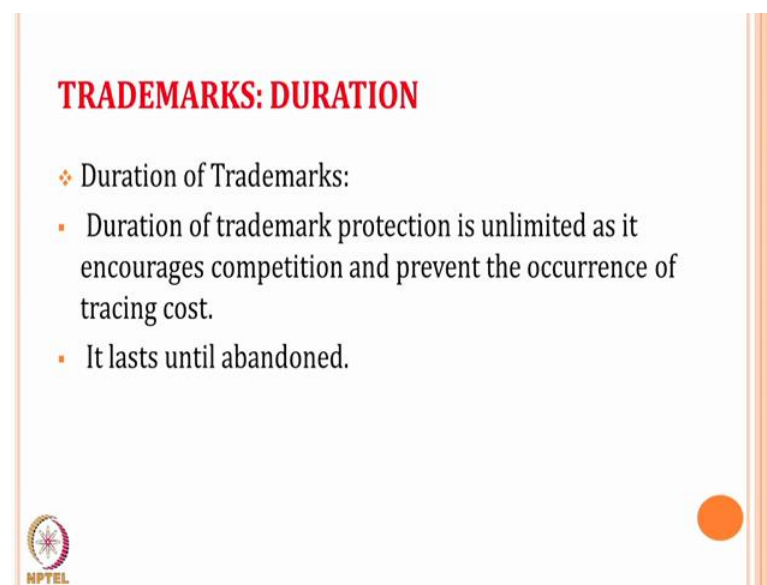 TRADEMARKS: DURATION
Duration of Trademarks:
Duration of trademark protection is unlimited as it
encourages competition and prevent the occurrence of
tracing cost.
It lasts until abandoned.
NPTEL